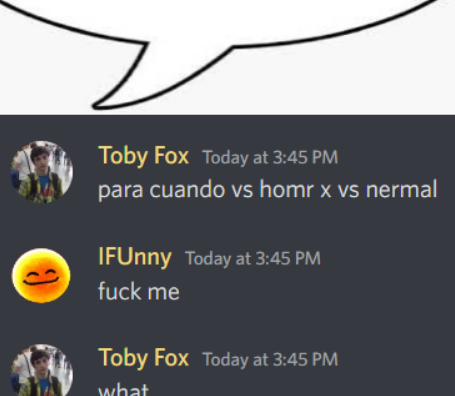 Toby Fox Today at 3:45 PM
para cuando vs homr x vs nermal
IFUnny Today at 3:45 PM
fuck me
Toby Fox Today at 3:45 PM
what